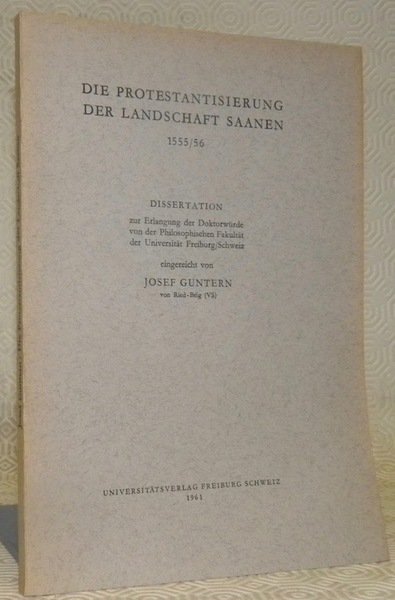 DIE PROTESTANTISIERUNG
DER LANDSCHAFT SAANEN
1555/56
DISSERTATION
zur Erlangung der Doktorwürde
von der Philosophischen Fakultät
der Universität Freiburg/Schweiz
eingereicht von
JOSEF GUNTERN
von Ried-Brig (VS)
UNIVERSITÄTSVERLAG FREIBURG SCHWEIZ
1961